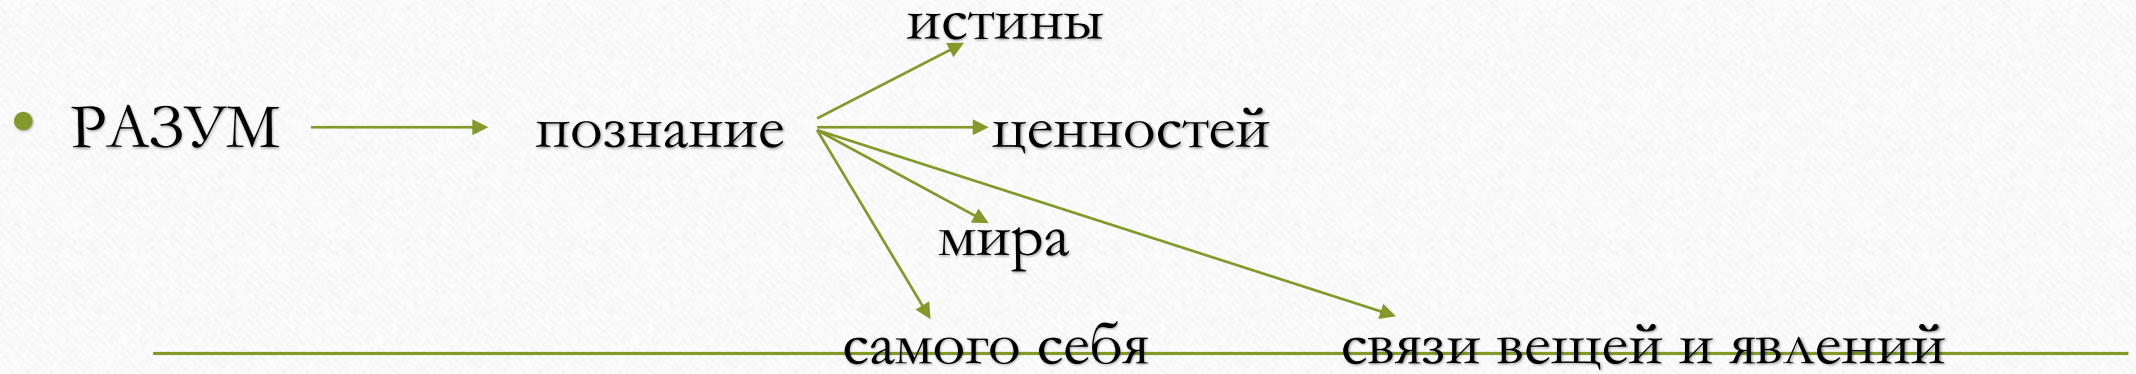 истины
• РАЗУМ познание ценностей
мира
самого себя связи вещей и явлений